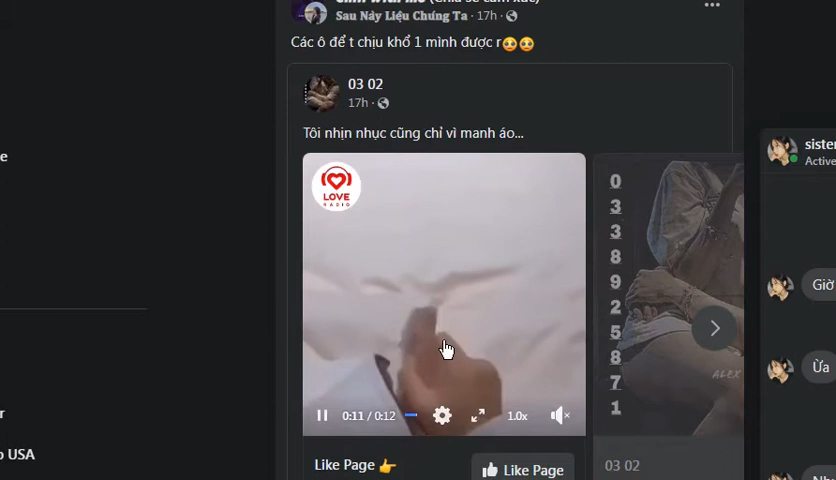 Sau Này Liệu Chúng Ta · 17h ·
Các ô để t chịu khổ 1 mình được r🥺🥺
03 02
17h ·
Tôi nhịn nhục cũng chỉ vì manh áo...
LOVE
RADIO
0:11 / 0:12
1.0x
Like Page 👉
Like Page
0
3
3
8
9
2
5
8
7
1
ALEX
03 02
e
r
o USA
sister
Active
Giờ
Ừa